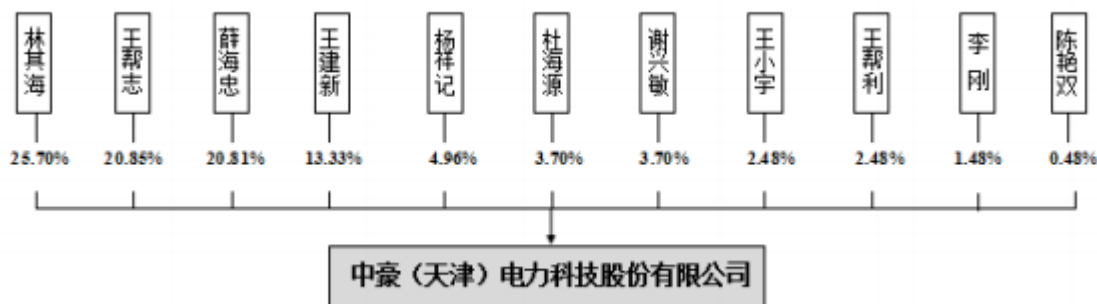 林其海 王帮志 薛海忠 王建新 杨祥记 杜海源 谢兴敏 王小宇 王帮利 李刚 陈艳双
25.70% 20.85% 20.81% 13.33% 4.96% 3.70% 3.70% 2.48% 2.48% 1.48% 0.48%
中豪（天津）电力科技股份有限公司